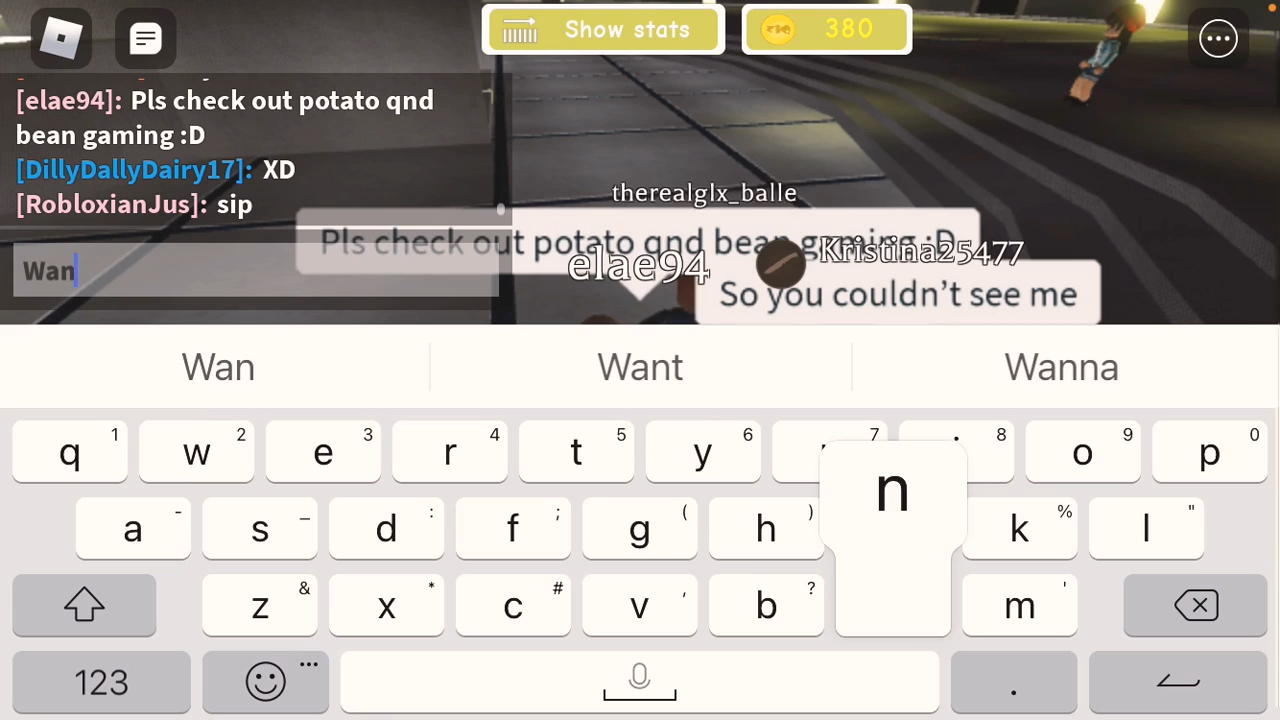 Show stats
380
[elae94]: Pls check out potato qnd
bean gaming :D
[DillyDallyDairy17]: XD
[RobloxianJus]: sip
therealglx_balle
Pls check out potato qnd bean gaming :D
elae94
Kristina25477
So you couldn't see me
Wan
Wan Want Wanna
q 1 w 2 e 3 r 4 t 5 y 6 7 8 o 9 p 0
a - s _ d : f ; g ( h ) n k % l "
z & x * c # v , b ? m '
123 .